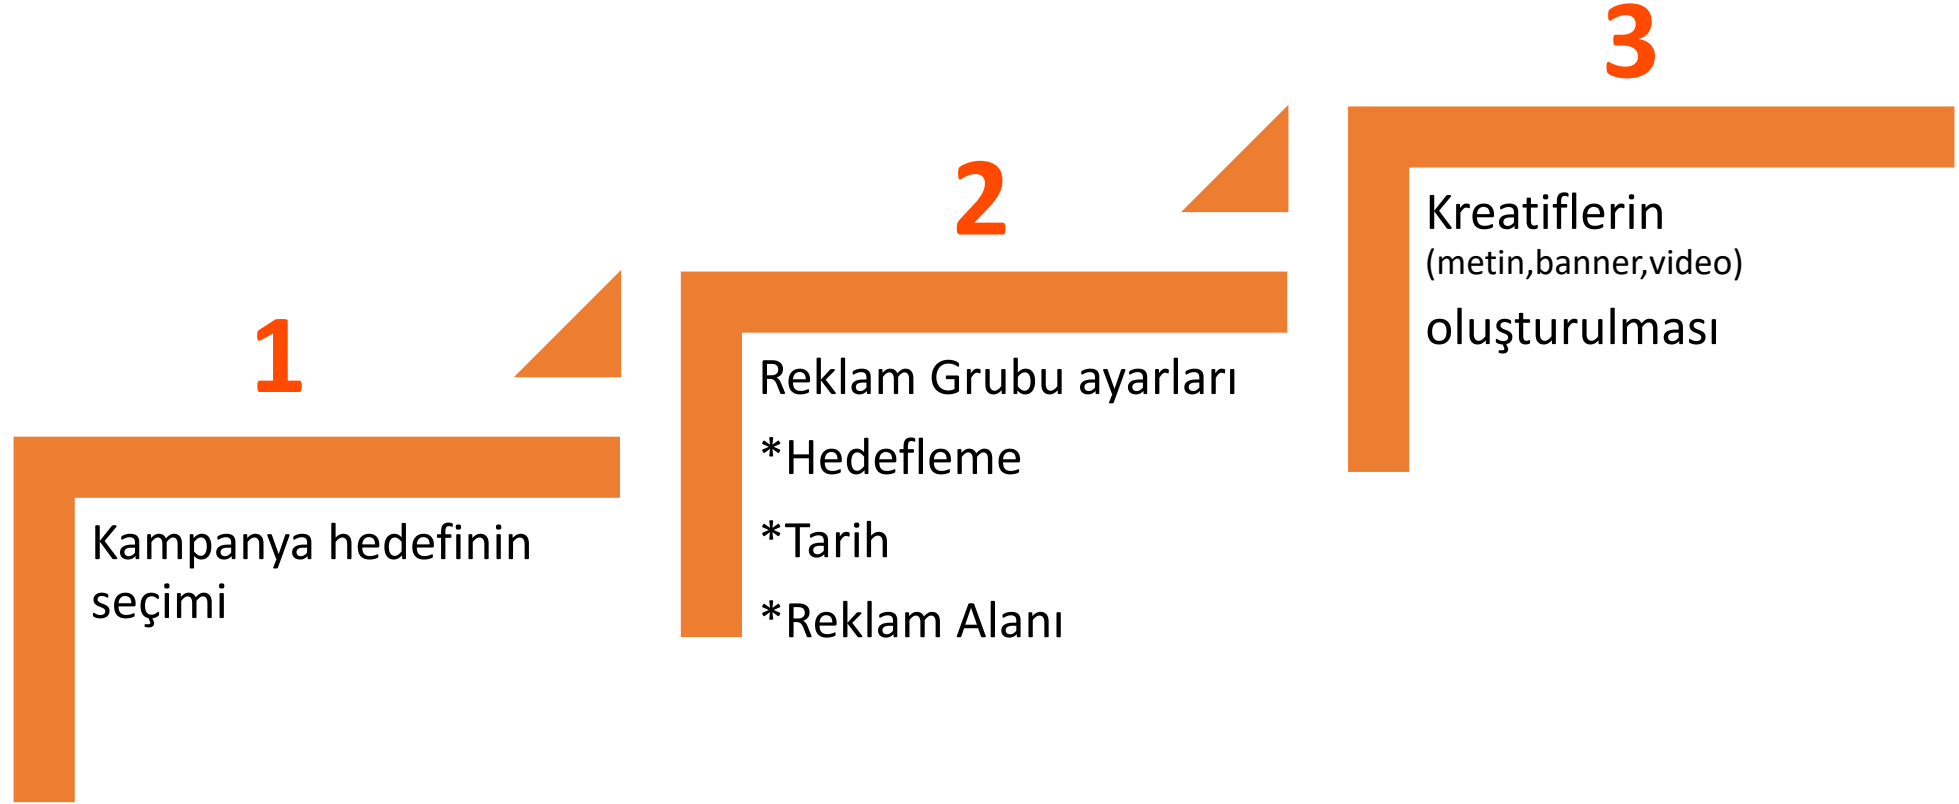 1
Kampanya hedefinin
seçimi
2
Reklam Grubu ayarları
*Hedefleme
*Tarih
*Reklam Alanı
3
Kreatiflerin
(metin,banner,video)
oluşturulması